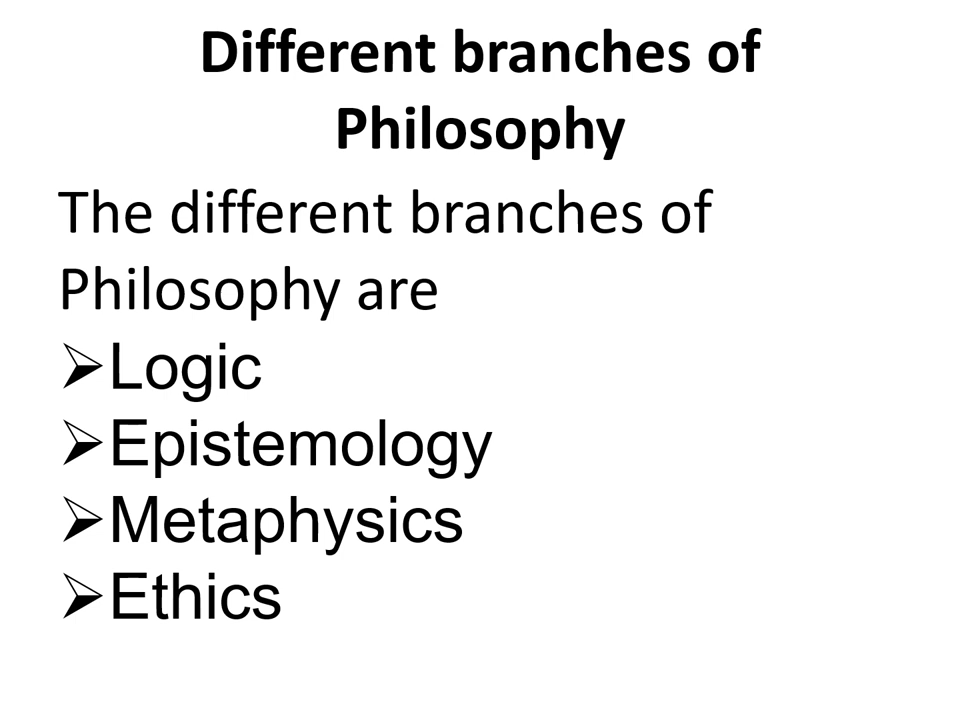 Different branches of
Philosophy
The different branches of
Philosophy are
➢Logic
➢Epistemology
➢Metaphysics
➢Ethics